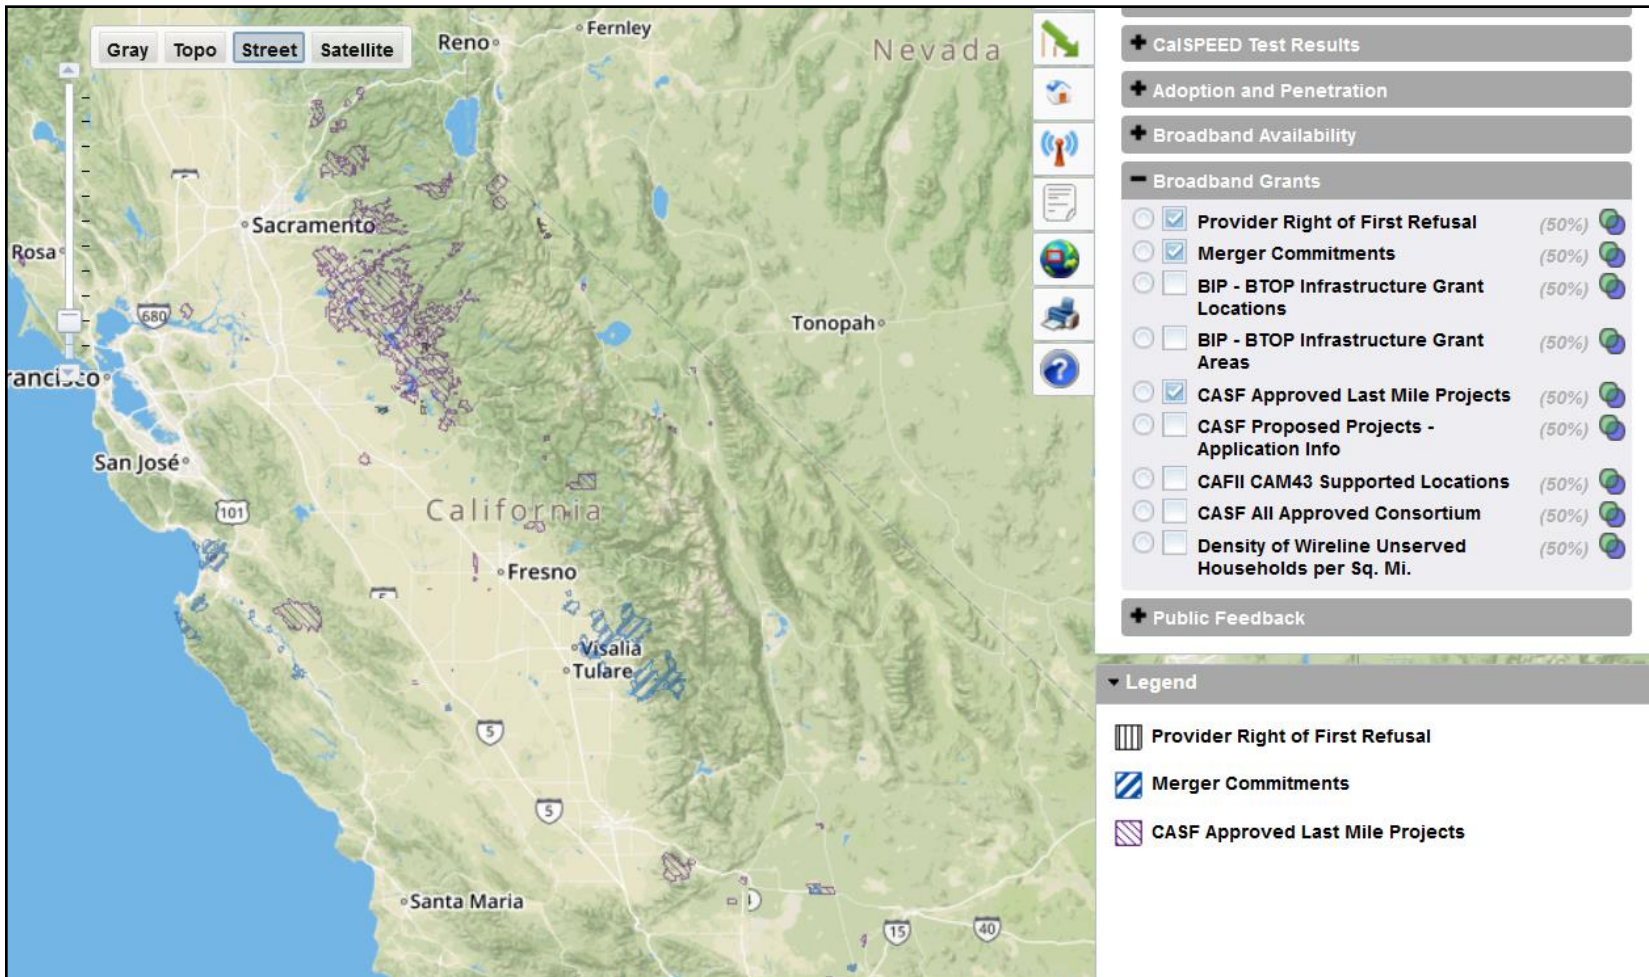 Gray
Topo
Street
Satellite
Reno
Fernley
Nevada
Sacramento
Rosa
680
Tonopah
rancisco
San José
101
California
Fresno
Visalia
Tulare
5
5
Santa Maria
15
40
CalSPEED Test Results
Adoption and Penetration
Broadband Availability
Broadband Grants
Provider Right of First Refusal (50%)
Merger Commitments (50%)
BIP - BTOP Infrastructure Grant (50%)
Locations
BIP - BTOP Infrastructure Grant (50%)
Areas
CASF Approved Last Mile Projects (50%)
CASF Proposed Projects - (50%)
Application Info
CAFII CAM43 Supported Locations (50%)
CASF All Approved Consortium (50%)
Density of Wireline Unserved (50%)
Households per Sq. Mi.
Public Feedback
Legend
Provider Right of First Refusal
Merger Commitments
CASF Approved Last Mile Projects